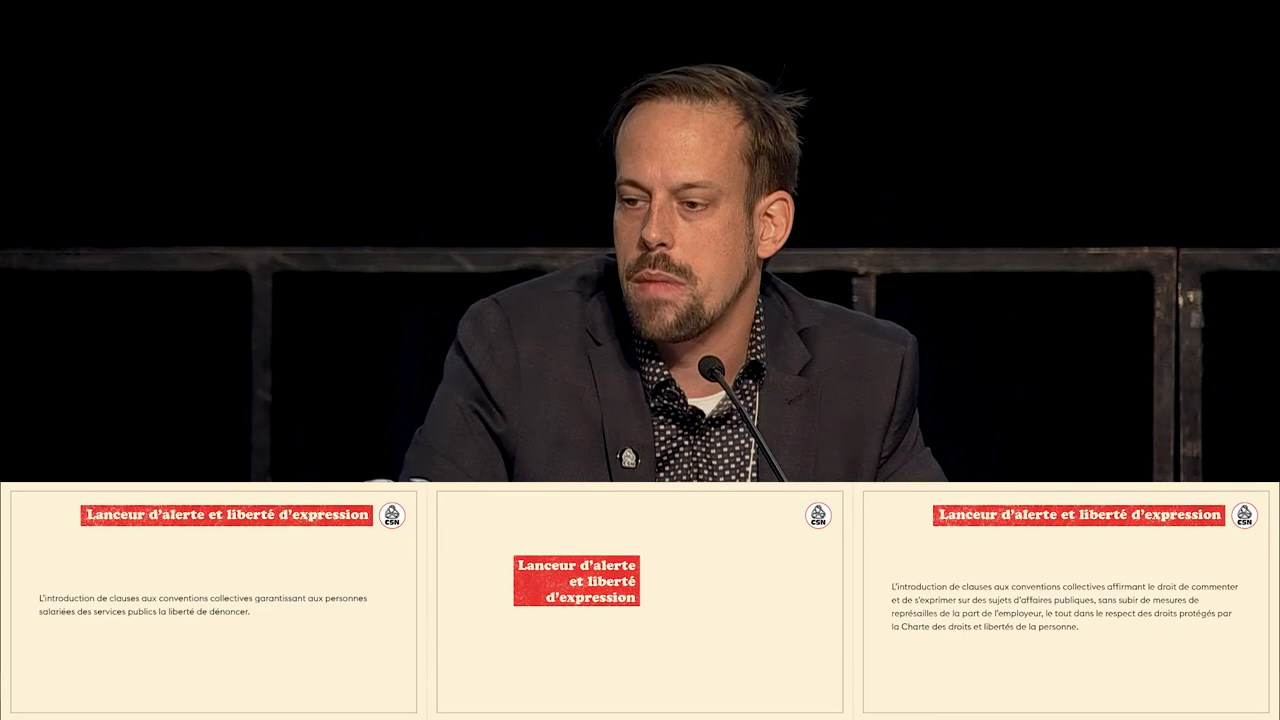 Lanceur d'alerte et liberté d'expression
CSN
L'introduction de clauses aux conventions collectives garantissant aux personnes
salariées des services publics la liberté de dénoncer.
Lanceur d'alerte
et liberté
d'expression
CSN
Lanceur d'alerte et liberté d'expression
CSN
L'introduction de clauses aux conventions collectives affirmant le droit de commenter
et de s'exprimer sur des sujets d'affaires publiques, sans subir de mesures de
représailles de la part de l'employeur, le tout dans le respect des droits protégés par
la Charte des droits et libertés de la personne.